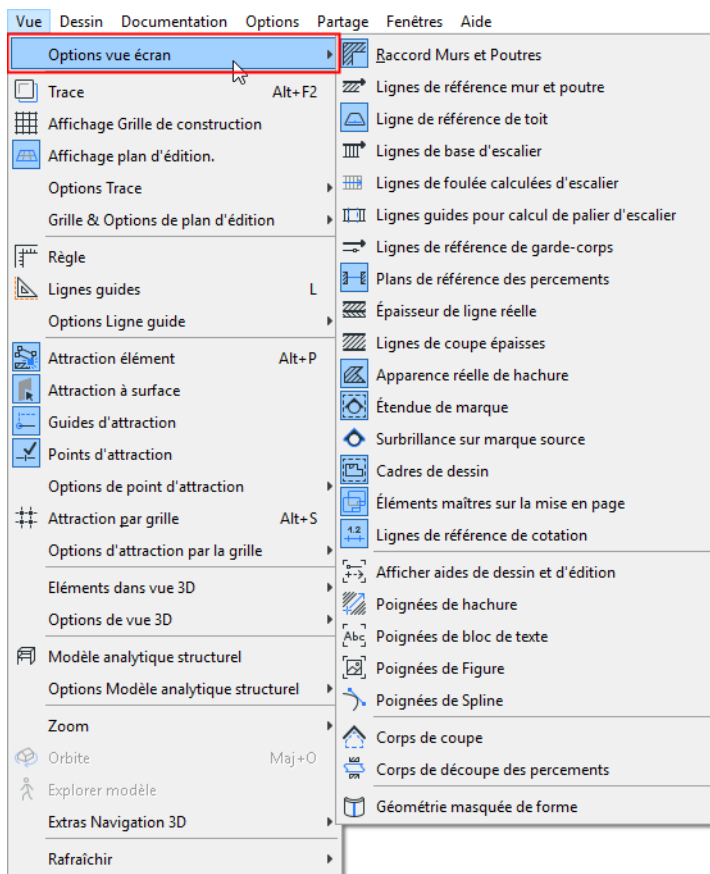 Vue Dessin Documentation Options Partage Fenêtres Aide
Options vue écran
Trace Alt+F2
Affichage Grille de construction
Affichage plan d'édition.
Options Trace
Grille & Options de plan d'édition
Règle
Lignes guides L
Options Ligne guide
Attraction élément Alt+P
Attraction à surface
Guides d'attraction
Points d'attraction
Options de point d'attraction
Attraction par grille Alt+S
Options d'attraction par la grille
Eléments dans vue 3D
Options de vue 3D
Modèle analytique structurel
Options Modèle analytique structurel
Zoom
Orbite Maj+O
Explorer modèle
Extras Navigation 3D
Rafraîchir
Raccord Murs et Poutres
Lignes de référence mur et poutre
Ligne de référence de toit
Lignes de base d'escalier
Lignes de foulée calculées d'escalier
Lignes guides pour calcul de palier d'escalier
Lignes de référence de garde-corps
Plans de référence des percements
Épaisseur de ligne réelle
Lignes de coupe épaisses
Apparence réelle de hachure
Étendue de marque
Surbrillance sur marque source
Cadres de dessin
Éléments maîtres sur la mise en page
1.2 Lignes de référence de cotation
Afficher aides de dessin et d'édition
Poignées de hachure
Abc Poignées de bloc de texte
Poignées de Figure
Poignées de Spline
Corps de coupe
Corps de découpe des percements
Géométrie masquée de forme